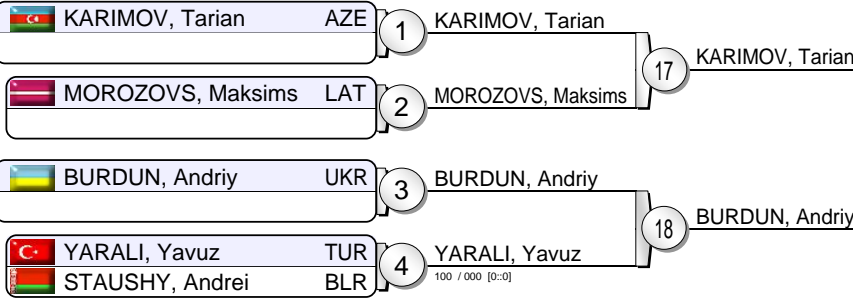 KARIMOV, Tarian AZE
1
KARIMOV, Tarian
17
KARIMOV, Tarian
MOROZOVS, Maksims LAT
2
MOROZOVS, Maksims
BURDUN, Andriy UKR
3
BURDUN, Andriy
18
BURDUN, Andriy
YARALI, Yavuz TUR
STAUSHY, Andrei BLR
4
YARALI, Yavuz
100 / 000 [0::0]